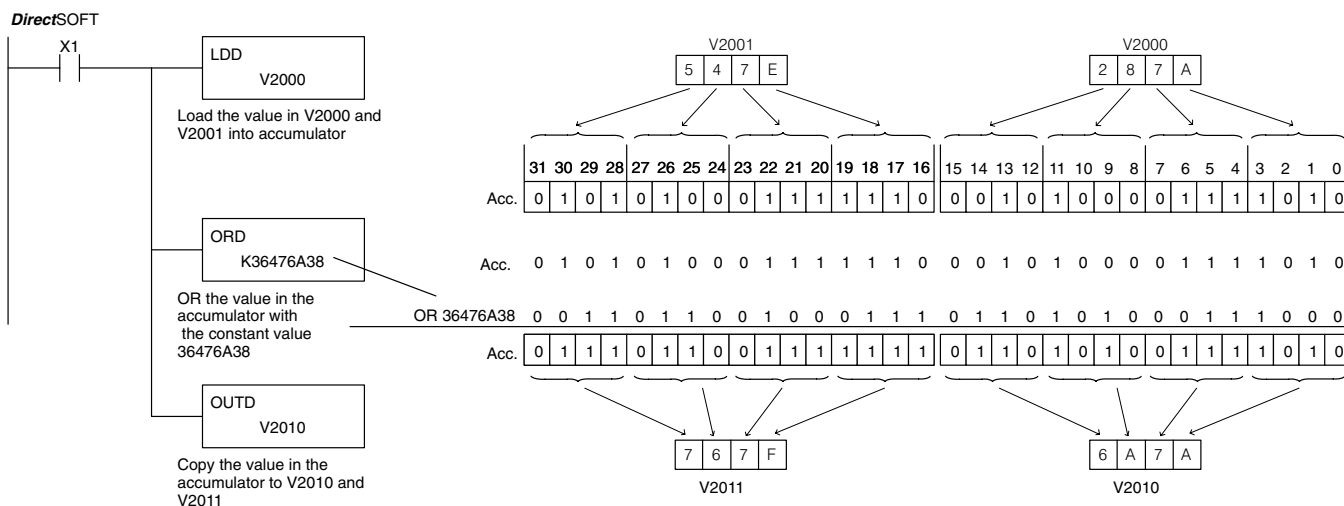 DirectSOFT
X1
LDD
V2000
Load the value in V2000 and
V2001 into accumulator
ORD
K36476A38
OR the value in the
accumulator with
the constant value
36476A38
OUTD
V2010
Copy the value in the
accumulator to V2010 and
V2011
V2001 V2000
5 4 7 E 2 8 7 A
31 30 29 28 27 26 25 24 23 22 21 20 19 18 17 16 15 14 13 12 11 10 9 8 7 6 5 4 3 2 1 0
Acc. 0 1 0 1 0 1 0 0 0 1 1 1 1 1 1 0 0 0 1 0 1 0 0 0 0 1 1 1 1 0 1 0
Acc. 0 1 0 1 0 1 0 0 0 1 1 1 1 1 1 0 0 0 1 0 1 0 0 0 0 1 1 1 1 0 1 0
OR 36476A38 0 0 1 1 0 1 1 0 0 1 0 0 0 1 1 1 0 1 1 0 1 0 1 0 0 0 1 1 1 0 0 0
Acc. 0 1 1 1 0 1 1 0 0 1 1 1 1 1 1 1 0 1 1 0 1 0 1 0 0 1 1 1 1 0 1 0
7 6 7 F 6 A 7 A
V2011 V2010